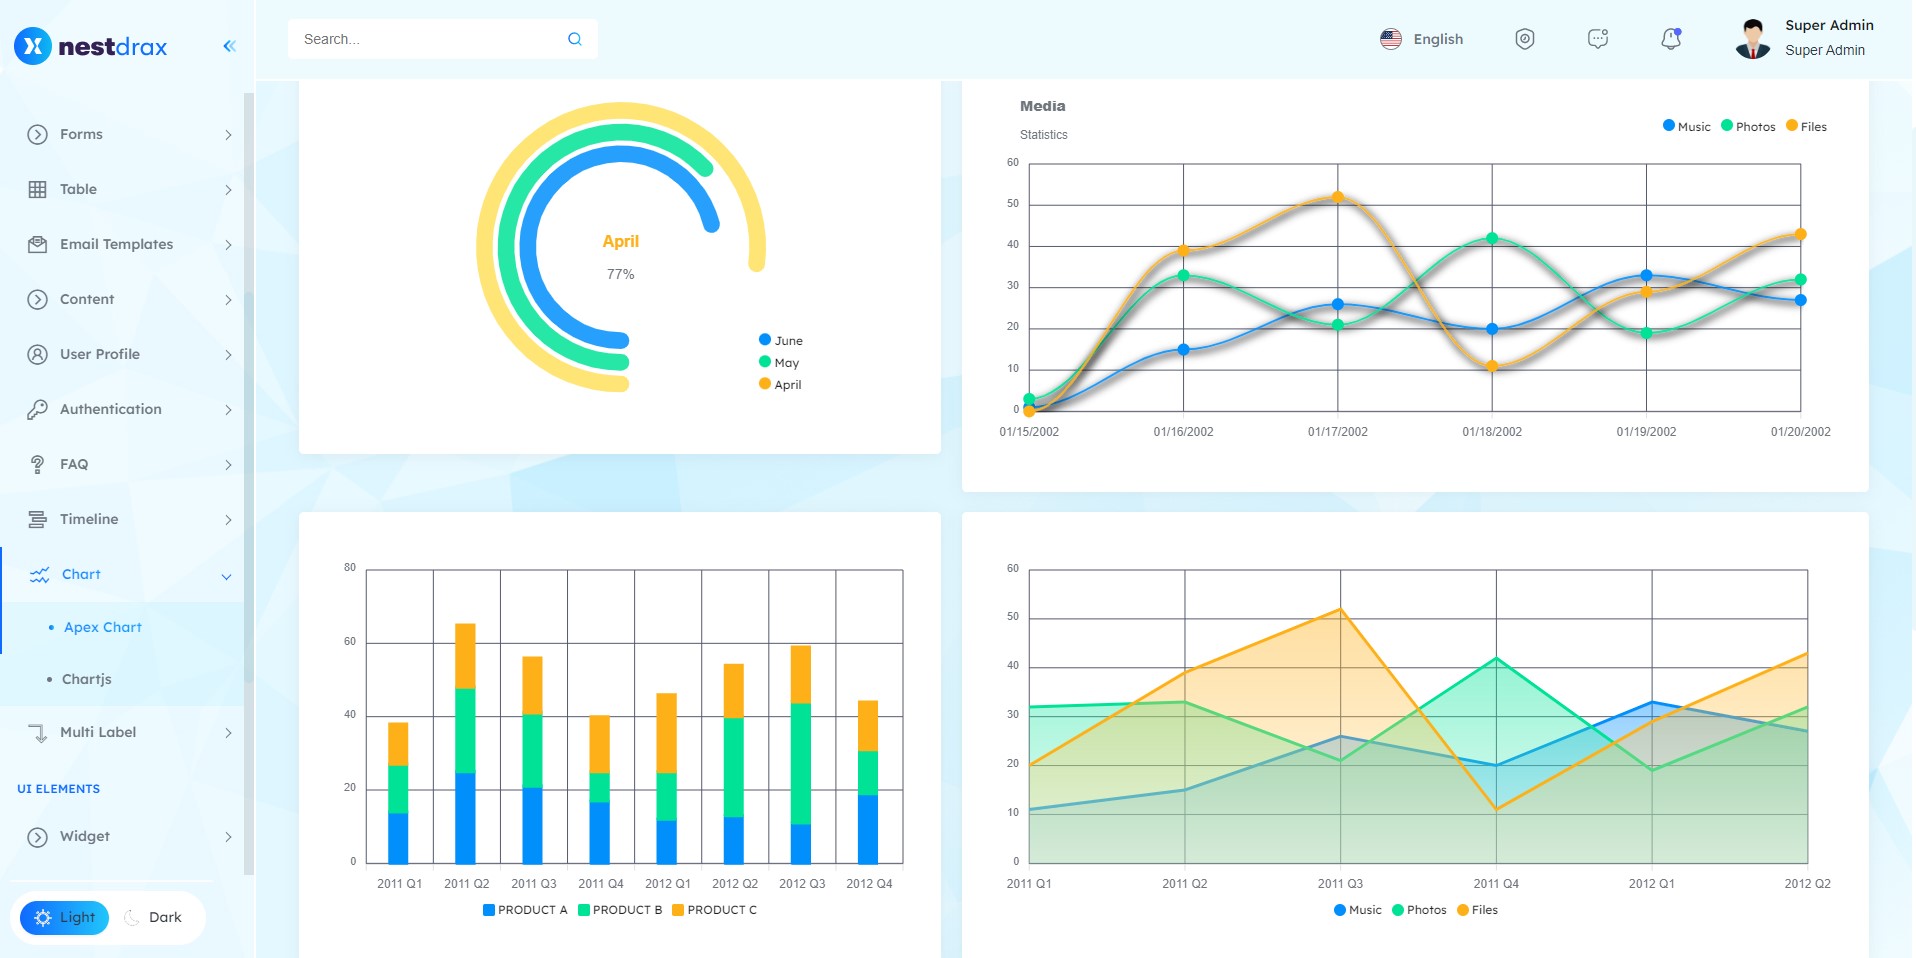 nestdrax
Search...
English
Super Admin
Super Admin
Forms
Table
Email Templates
Content
User Profile
Authentication
FAQ
Timeline
Chart
Apex Chart
Chartjs
Multi Label
UI ELEMENTS
Widget
Light
Dark
April
77%
June
May
April
Media
Statistics
Music Photos Files
60
50
40
30
20
10
0
01/15/2002 01/16/2002 01/17/2002 01/18/2002 01/19/2002 01/20/2002
80
60
40
20
0
2011 Q1 2011 Q2 2011 Q3 2011 Q4 2012 Q1 2012 Q2 2012 Q3 2012 Q4
PRODUCT A PRODUCT B PRODUCT C
60
50
40
30
20
10
0
2011 Q1 2011 Q2 2011 Q3 2011 Q4 2012 Q1 2012 Q2
Music Photos Files